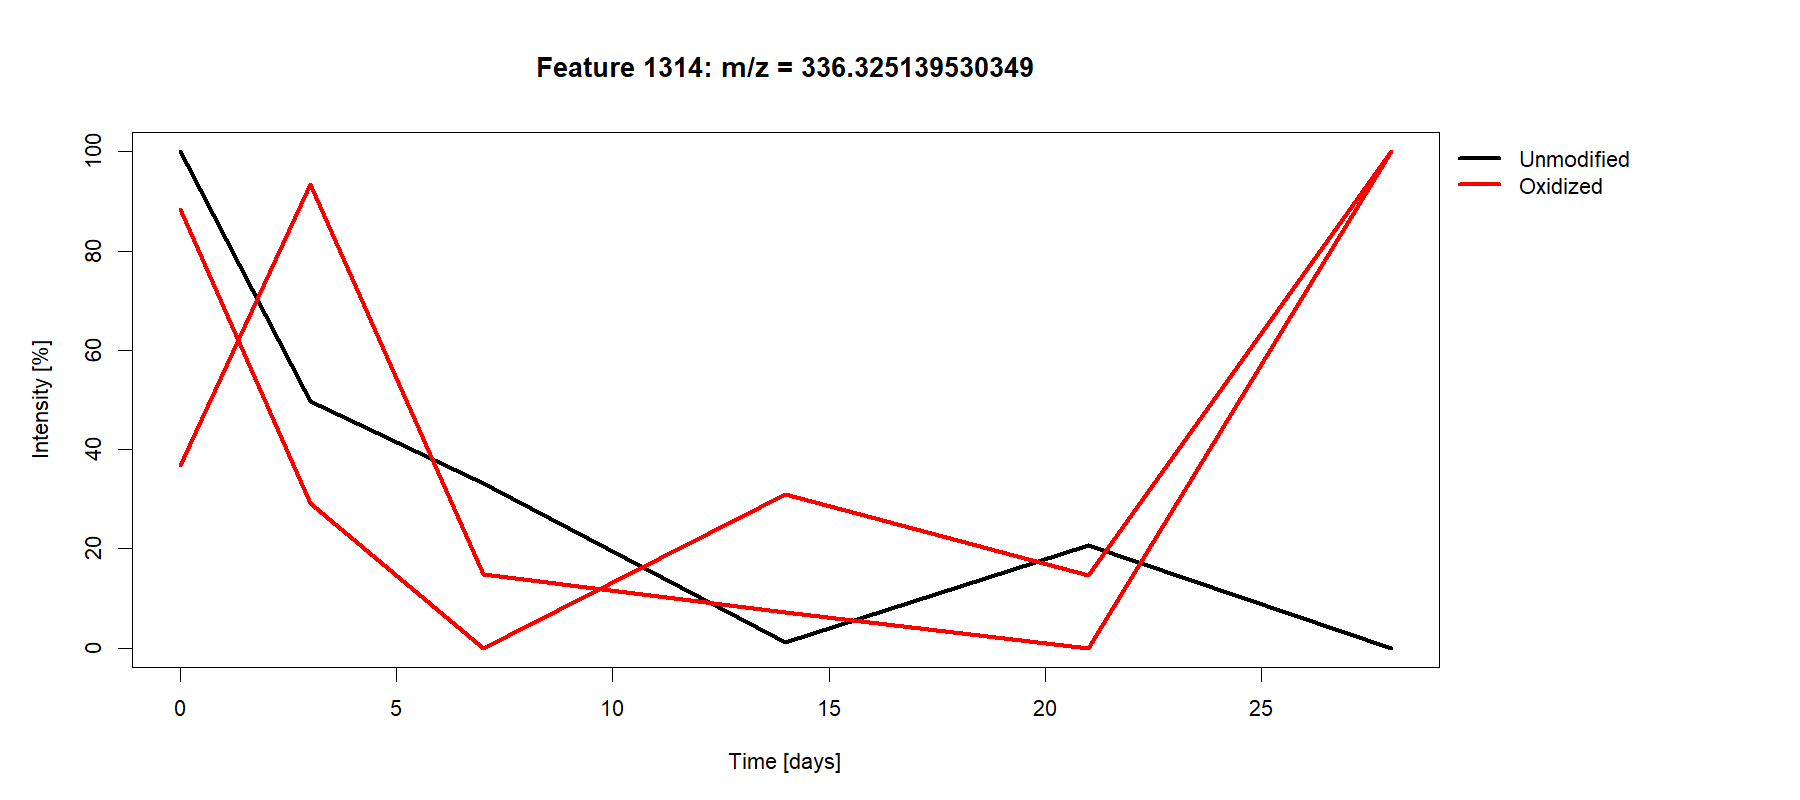 Feature 1314: m/z = 336.325139530349
Unmodified
Oxidized
Intensity [%]
100
80
60
40
20
0
0 5 10 15 20 25
Time [days]